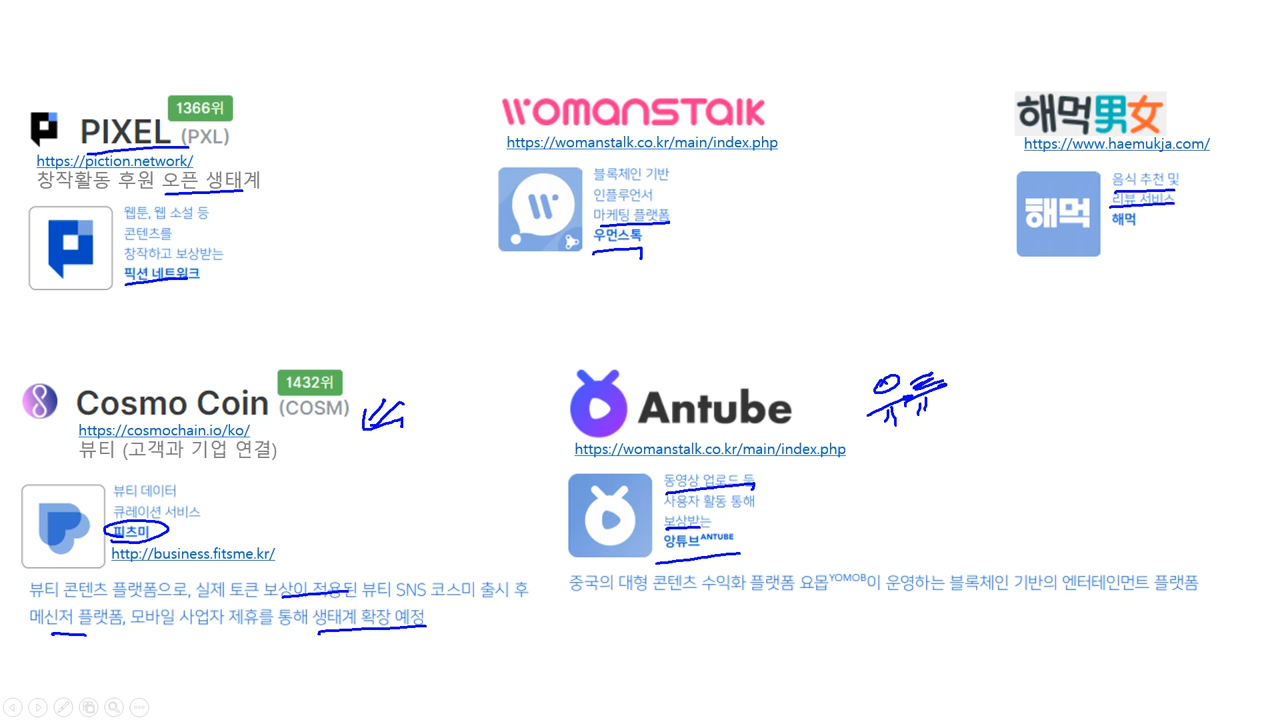 1366위
PIXEL (PXL)
https://piction.network/
창작활동 후원 오픈 생태계
웹툰, 웹 소설 등
콘텐츠를
창작하고 보상받는
픽션 네트워크
WOMANSTALK
https://womanstalk.co.kr/main/index.php
블록체인 기반
인플루언서
마케팅 플랫폼
우먼스톡
해먹男女
https://www.haemukja.com/
음식 추천 및
리뷰 서비스
해먹
해먹
1432위
Cosmo Coin (COSM)
https://cosmochain.io/ko/
뷰티 (고객과 기업 연결)
뷰티 데이터
큐레이션 서비스
핏츠미
http://business.fitsme.kr/
뷰티 콘텐츠 플랫폼으로, 실제 토큰 보상이 적용된 뷰티 SNS 코스미 출시 후
메신저 플랫폼, 모바일 사업자 제휴를 통해 생태계 확장 예정
Antube
유튜
https://womanstalk.co.kr/main/index.php
동영상 업로드 등
사용자 활동 통해
보상받는
앙튜브ANTUBE
중국의 대형 콘텐츠 수익화 플랫폼 요몹YOMOB이 운영하는 블록체인 기반의 엔터테인먼트 플랫폼